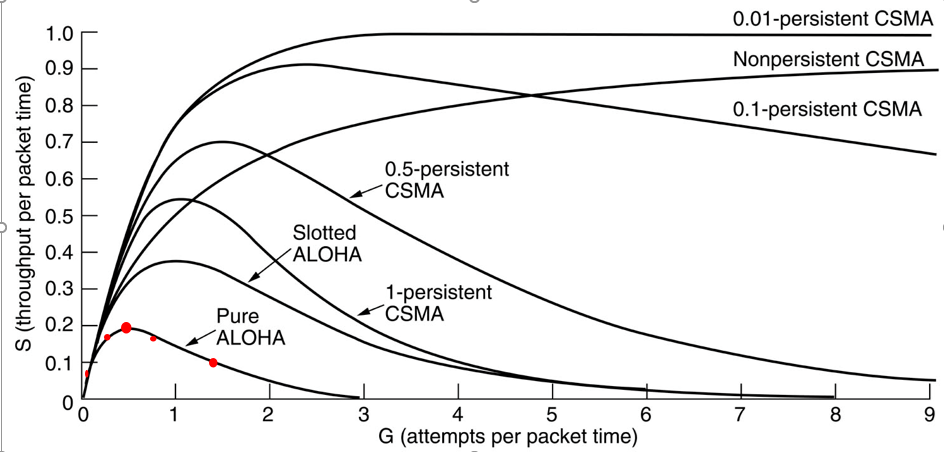 0.01-persistent CSMA
Nonpersistent CSMA
0.1-persistent CSMA
0.5-persistent
CSMA
Slotted
ALOHA
1-persistent
CSMA
Pure
ALOHA
S (throughput per packet time)
1.0
0.9
0.8
0.7
0.6
0.5
0.4
0.3
0.2
0.1
0
0 1 2 3 4 5 6 7 8 9
G (attempts per packet time)